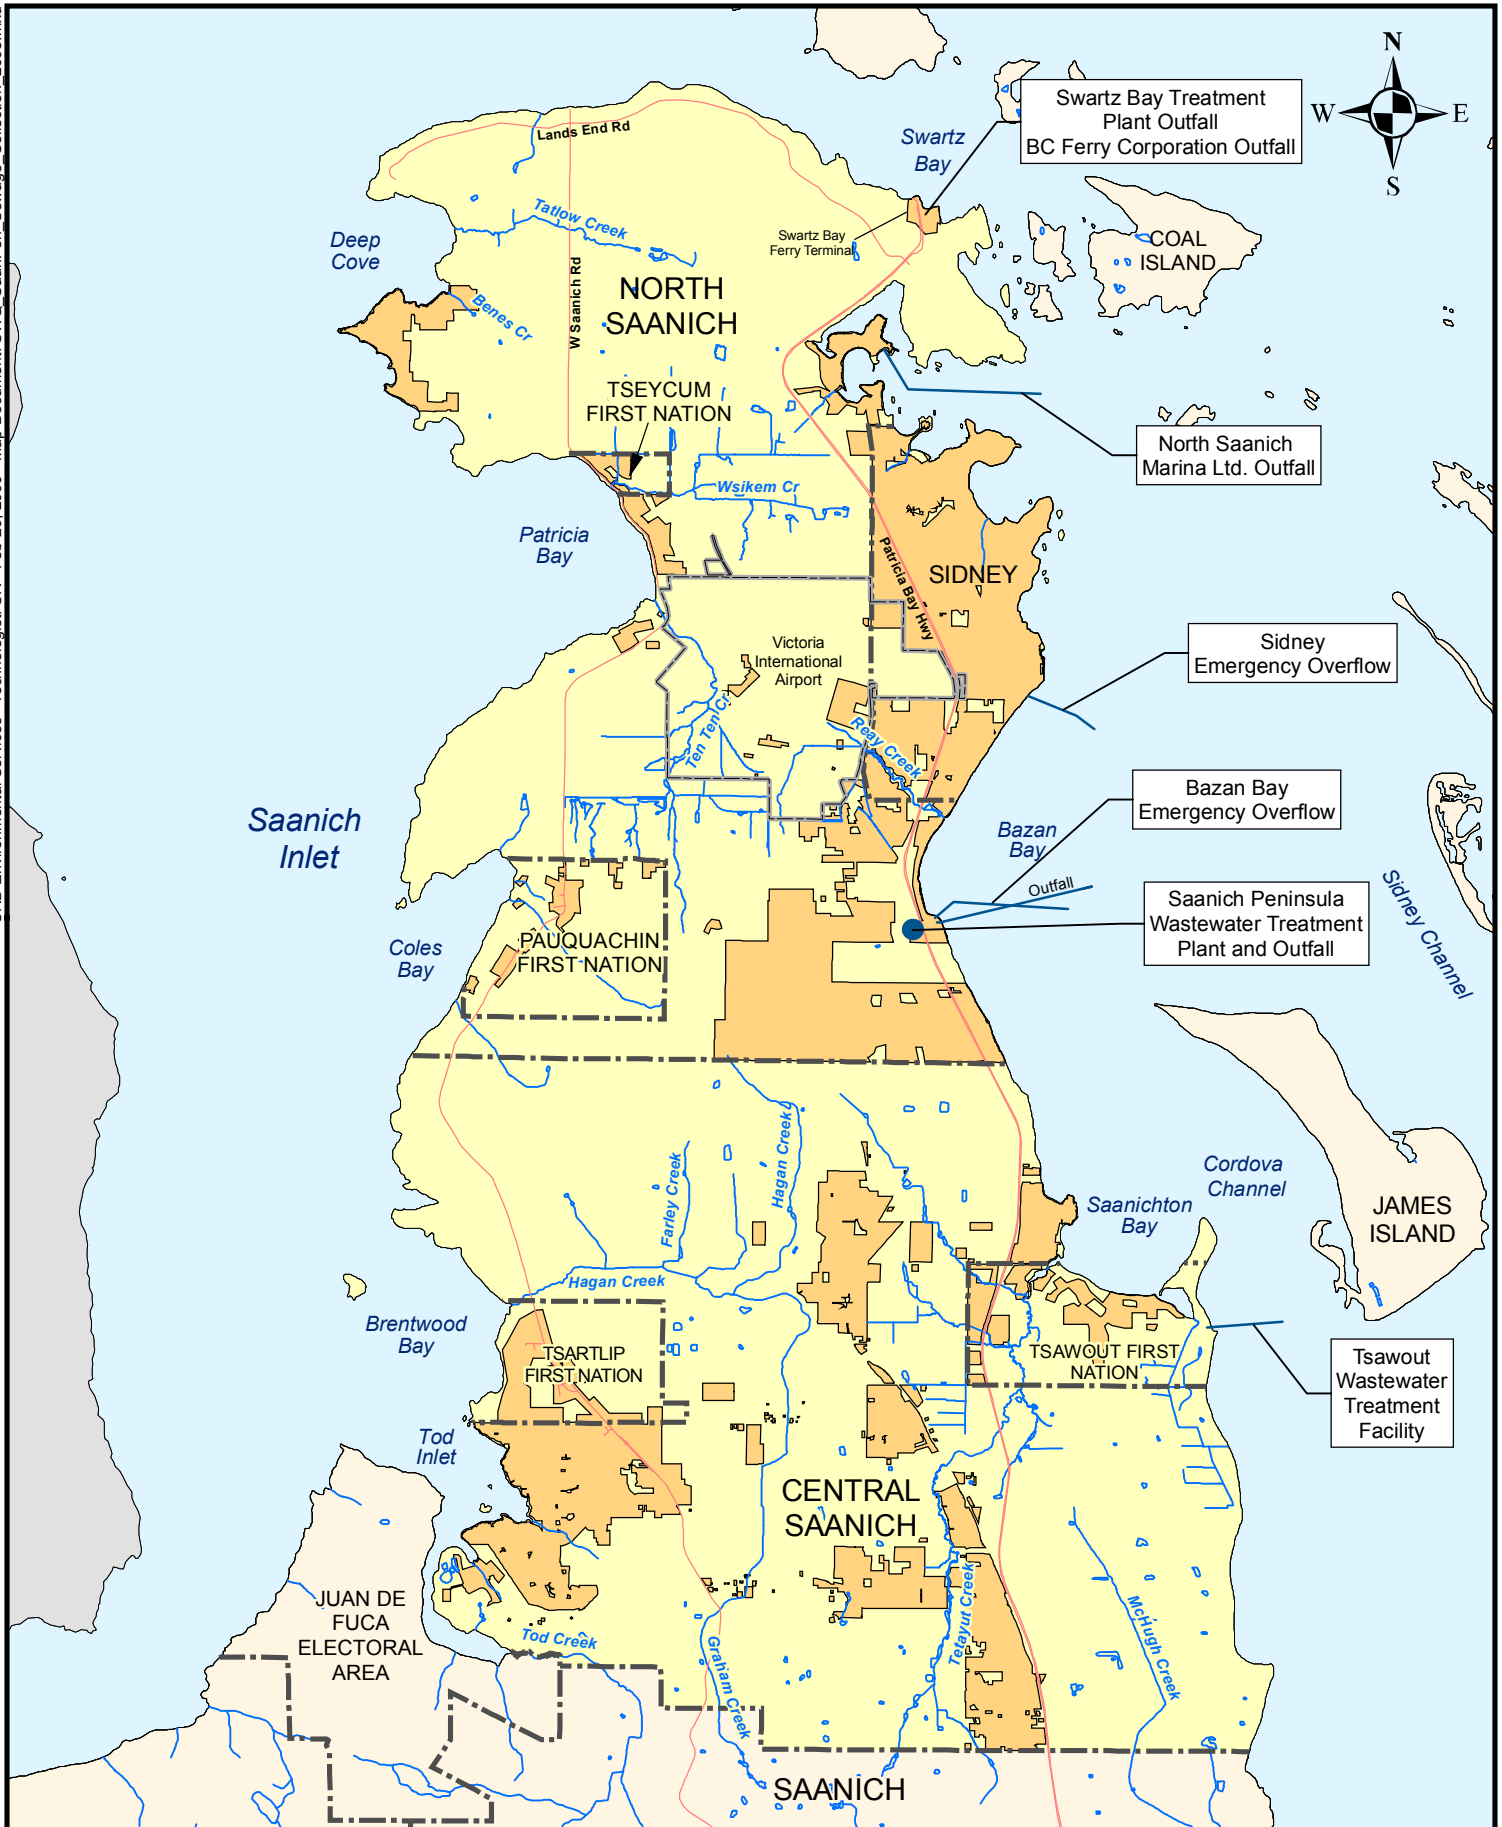 N
W
E
S
Swartz Bay Treatment
Plant Outfall
BC Ferry Corporation Outfall
Swartz
Bay
Lands End Rd
Tatlow Creek
Deep
Cove
Swartz Bay
Ferry Terminal
COAL
ISLAND
Benes Cr
W Saanich Rd
NORTH
SAANICH
TSEYCUM
FIRST NATION
North Saanich
Marina Ltd. Outfall
Wsikem Cr
Patricia
Bay
Patricia Bay Hwy
SIDNEY
Victoria
International
Airport
Sidney
Emergency Overflow
Ten Ten Cr
Reay Creek
Saanich
Inlet
Bazan Bay
Emergency Overflow
Bazan
Bay
Outfall
Saanich Peninsula
Wastewater Treatment
Plant and Outfall
Sidney Channel
Coles
Bay
PAUQUACHIN
FIRST NATION
Hagan Creek
Farley Creek
Cordova
Channel
Saanichton
Bay
JAMES
ISLAND
Hagan Creek
Brentwood
Bay
TSARTLIP
FIRST NATION
TSAWOUT FIRST
NATION
Tsawout
Wastewater
Treatment
Facility
Tod
Inlet
CENTRAL
SAANICH
JUAN DE
FUCA
ELECTORAL
AREA
Tod Creek
Graham Creek
Tetayut Creek
McHugh Creek
SAANICH